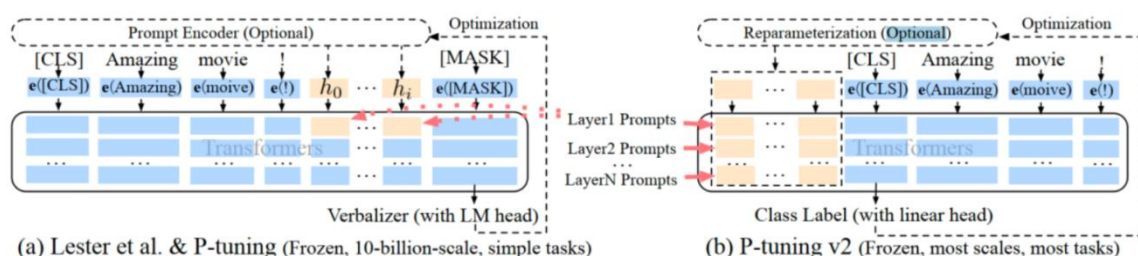 Prompt Encoder (Optional)
Optimization
[CLS] Amazing movie ! [MASK]
e([CLS]) e(Amazing) e(moive) e(!) h0 ... hi e([MASK])
Transformers
... ... ... ... ... ... ...
Verbalizer (with LM head)
(a) Lester et al. & P-tuning (Frozen, 10-billion-scale, simple tasks)
Layer1 Prompts
Layer2 Prompts
...
LayerN Prompts
Reparameterization (Optional)
Optimization
[CLS] Amazing movie !
... e([CLS]) e(Amazing) e(moive) e(!)
Transformers
... ... ... ... ... ...
Class Label (with linear head)
(b) P-tuning v2 (Frozen, most scales, most tasks)